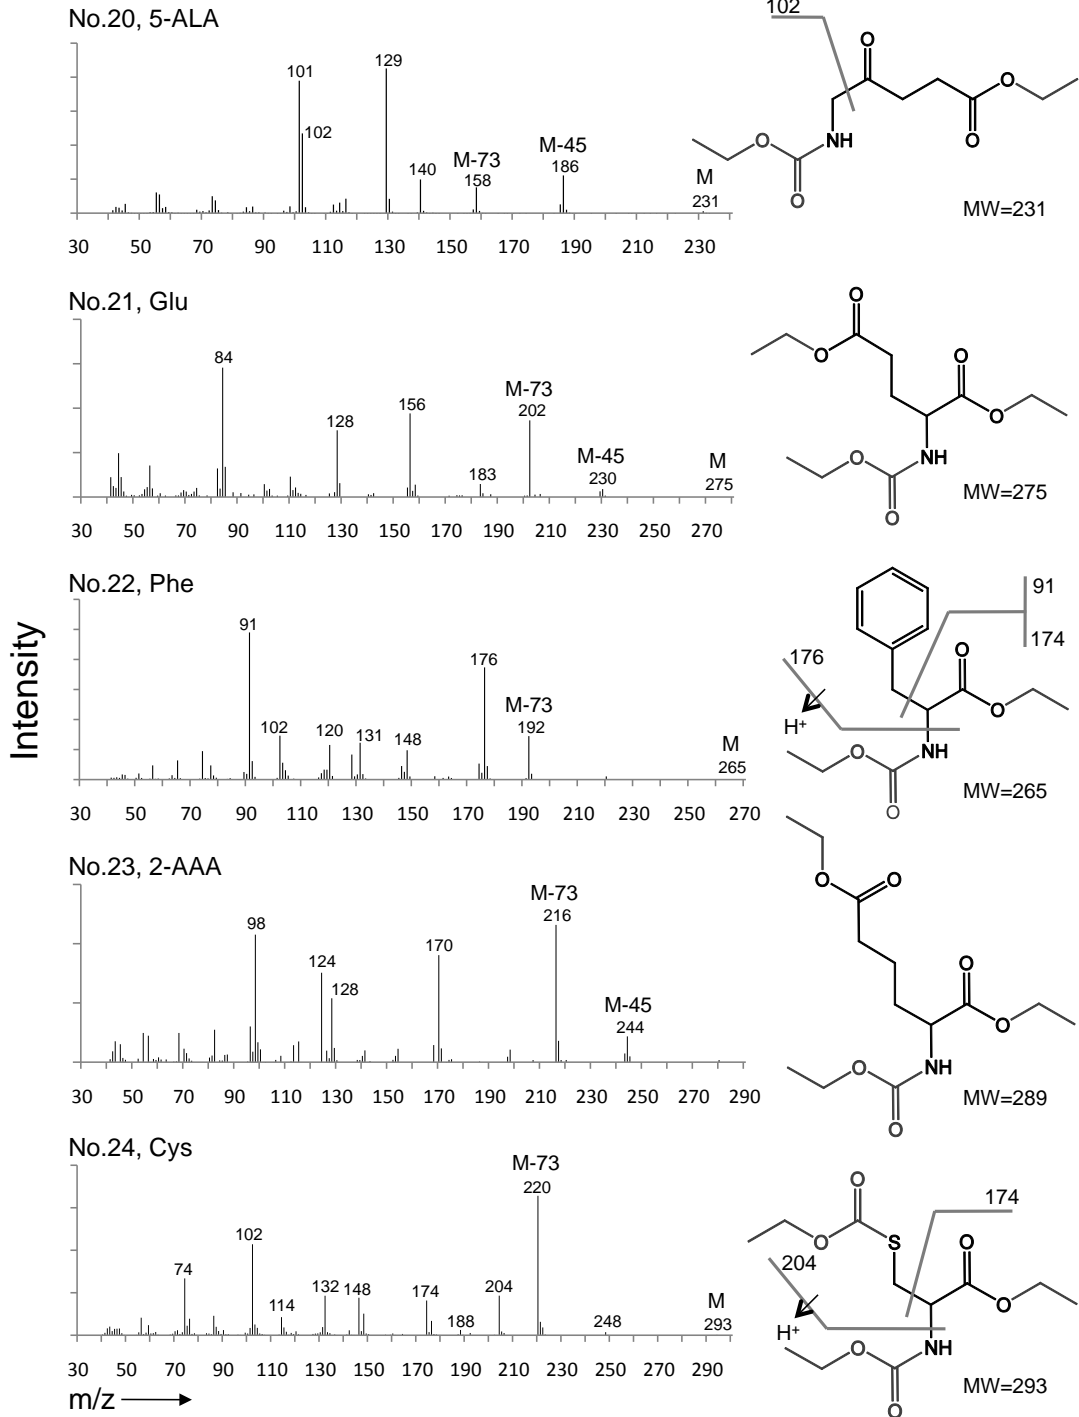 No.20, 5-ALA
102
101
129
102
140
M-73
158
M-45
186
M
231
O
O
O
NH
O
O
MW=231
30 50 70 90 110 130 150 170 190 210 230
No.21, Glu
84
128
156
183
M-73
202
M-45
230
M
275
O
O
O
O
NH
O
O
MW=275
30 50 70 90 110 130 150 170 190 210 230 250 270
Intensity
No.22, Phe
91
102
120
131
148
176
M-73
192
M
265
91
174
176
H+
O
O
NH
O
O
MW=265
30 50 70 90 110 130 150 170 190 210 230 250 270
No.23, 2-AAA
98
124
128
170
M-73
216
M-45
244
O
O
O
O
NH
O
O
MW=289
30 50 70 90 110 130 150 170 190 210 230 250 270 290
No.24, Cys
74
102
114
132
148
174
188
204
M-73
220
248
M
293
174
204
H+
O
O
S
O
O
NH
O
O
MW=293
30 50 70 90 110 130 150 170 190 210 230 250 270 290
m/z